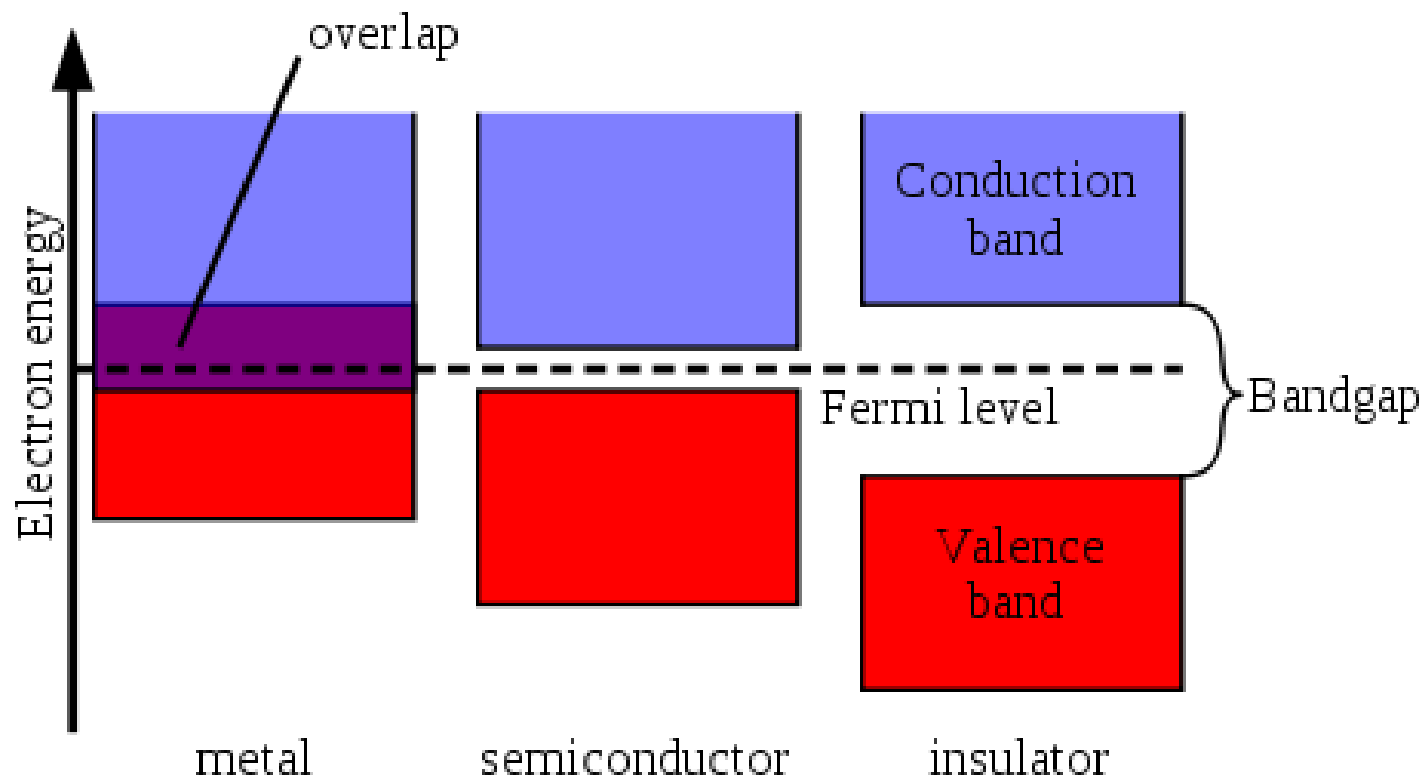 overlap
Electron energy
Conduction
band
Fermi level
Bandgap
Valence
band
metal
semiconductor
insulator